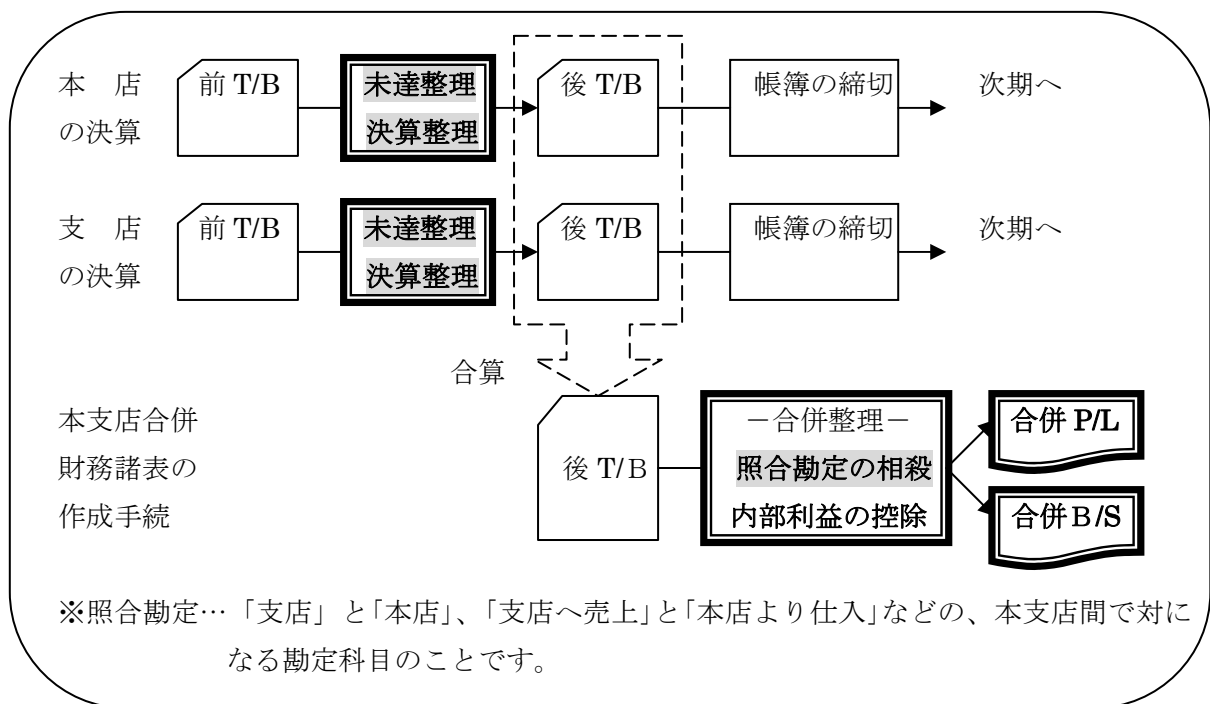 本　店
の決算
前 T/B
未達整理
決算整理
後 T/B
帳簿の締切
次期へ
支　店
の決算
前 T/B
未達整理
決算整理
後 T/B
帳簿の締切
次期へ
合算
本支店合併
財務諸表の
作成手続
後 T/B
－合併整理－
照合勘定の相殺
内部利益の控除
合併 P/L
合併 B/S
※照合勘定…「支店」と「本店」、「支店へ売上」と「本店より仕入」などの、本支店間で対に
なる勘定科目のことです。